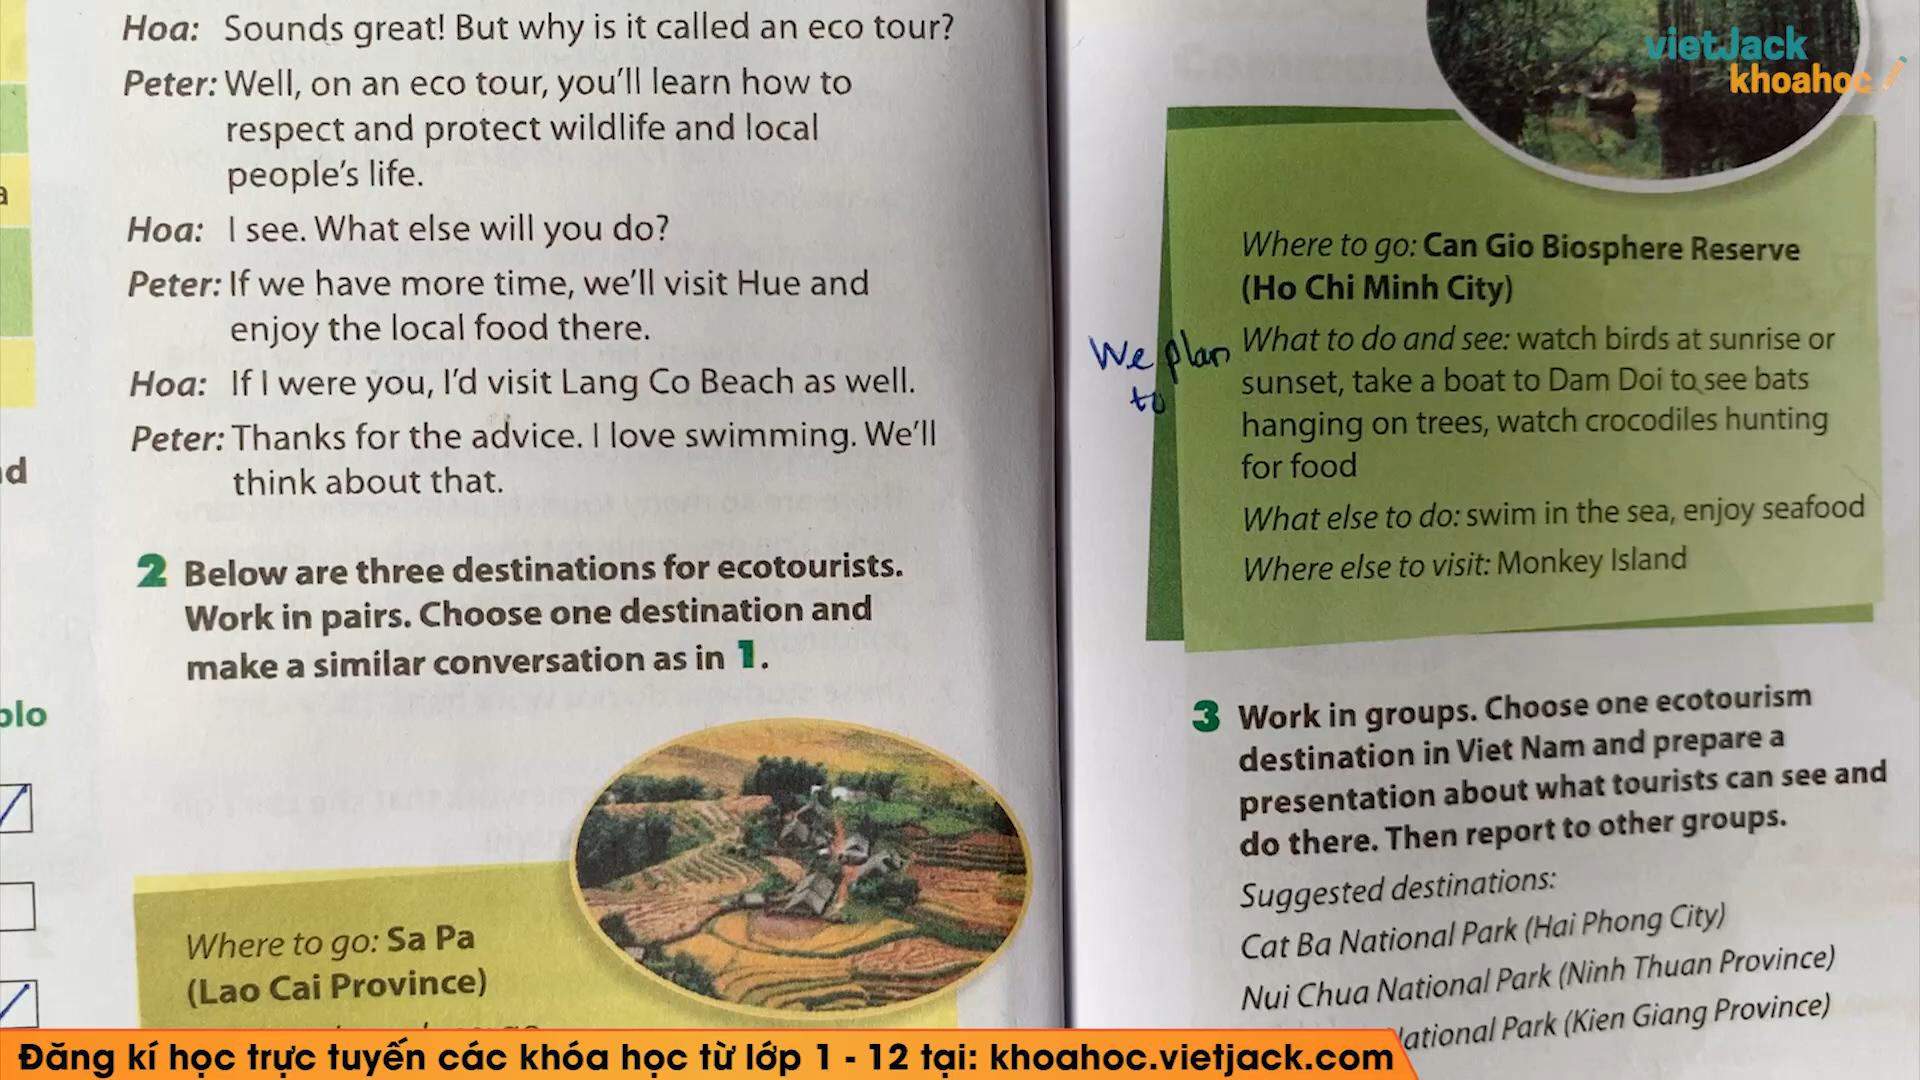 Hoa: Sounds great! But why is it called an eco tour?
Peter: Well, on an eco tour, you'll learn how to
respect and protect wildlife and local
people's life.
Hoa: I see. What else will you do?
Peter: If we have more time, we'll visit Hue and
enjoy the local food there.
Hoa: If I were you, I'd visit Lang Co Beach as well.
Peter: Thanks for the advice. I love swimming. We'll
think about that.
2 Below are three destinations for ecotourists.
Work in pairs. Choose one destination and
make a similar conversation as in 1.
Where to go: Sa Pa
(Lao Cai Province)
vietJack
khoahoc
Where to go: Can Gio Biosphere Reserve
(Ho Chi Minh City)
We plan
to
What to do and see: watch birds at sunrise or
sunset, take a boat to Dam Doi to see bats
hanging on trees, watch crocodiles hunting
for food
What else to do: swim in the sea, enjoy seafood
Where else to visit: Monkey Island
3 Work in groups. Choose one ecotourism
destination in Viet Nam and prepare a
presentation about what tourists can see and
do there. Then report to other groups.
Suggested destinations:
Cat Ba National Park (Hai Phong City)
Nui Chua National Park (Ninh Thuan Province)
National Park (Kien Giang Province)
Đăng kí học trực tuyến các khóa học từ lớp 1 - 12 tại: khoahoc.vietjack.com